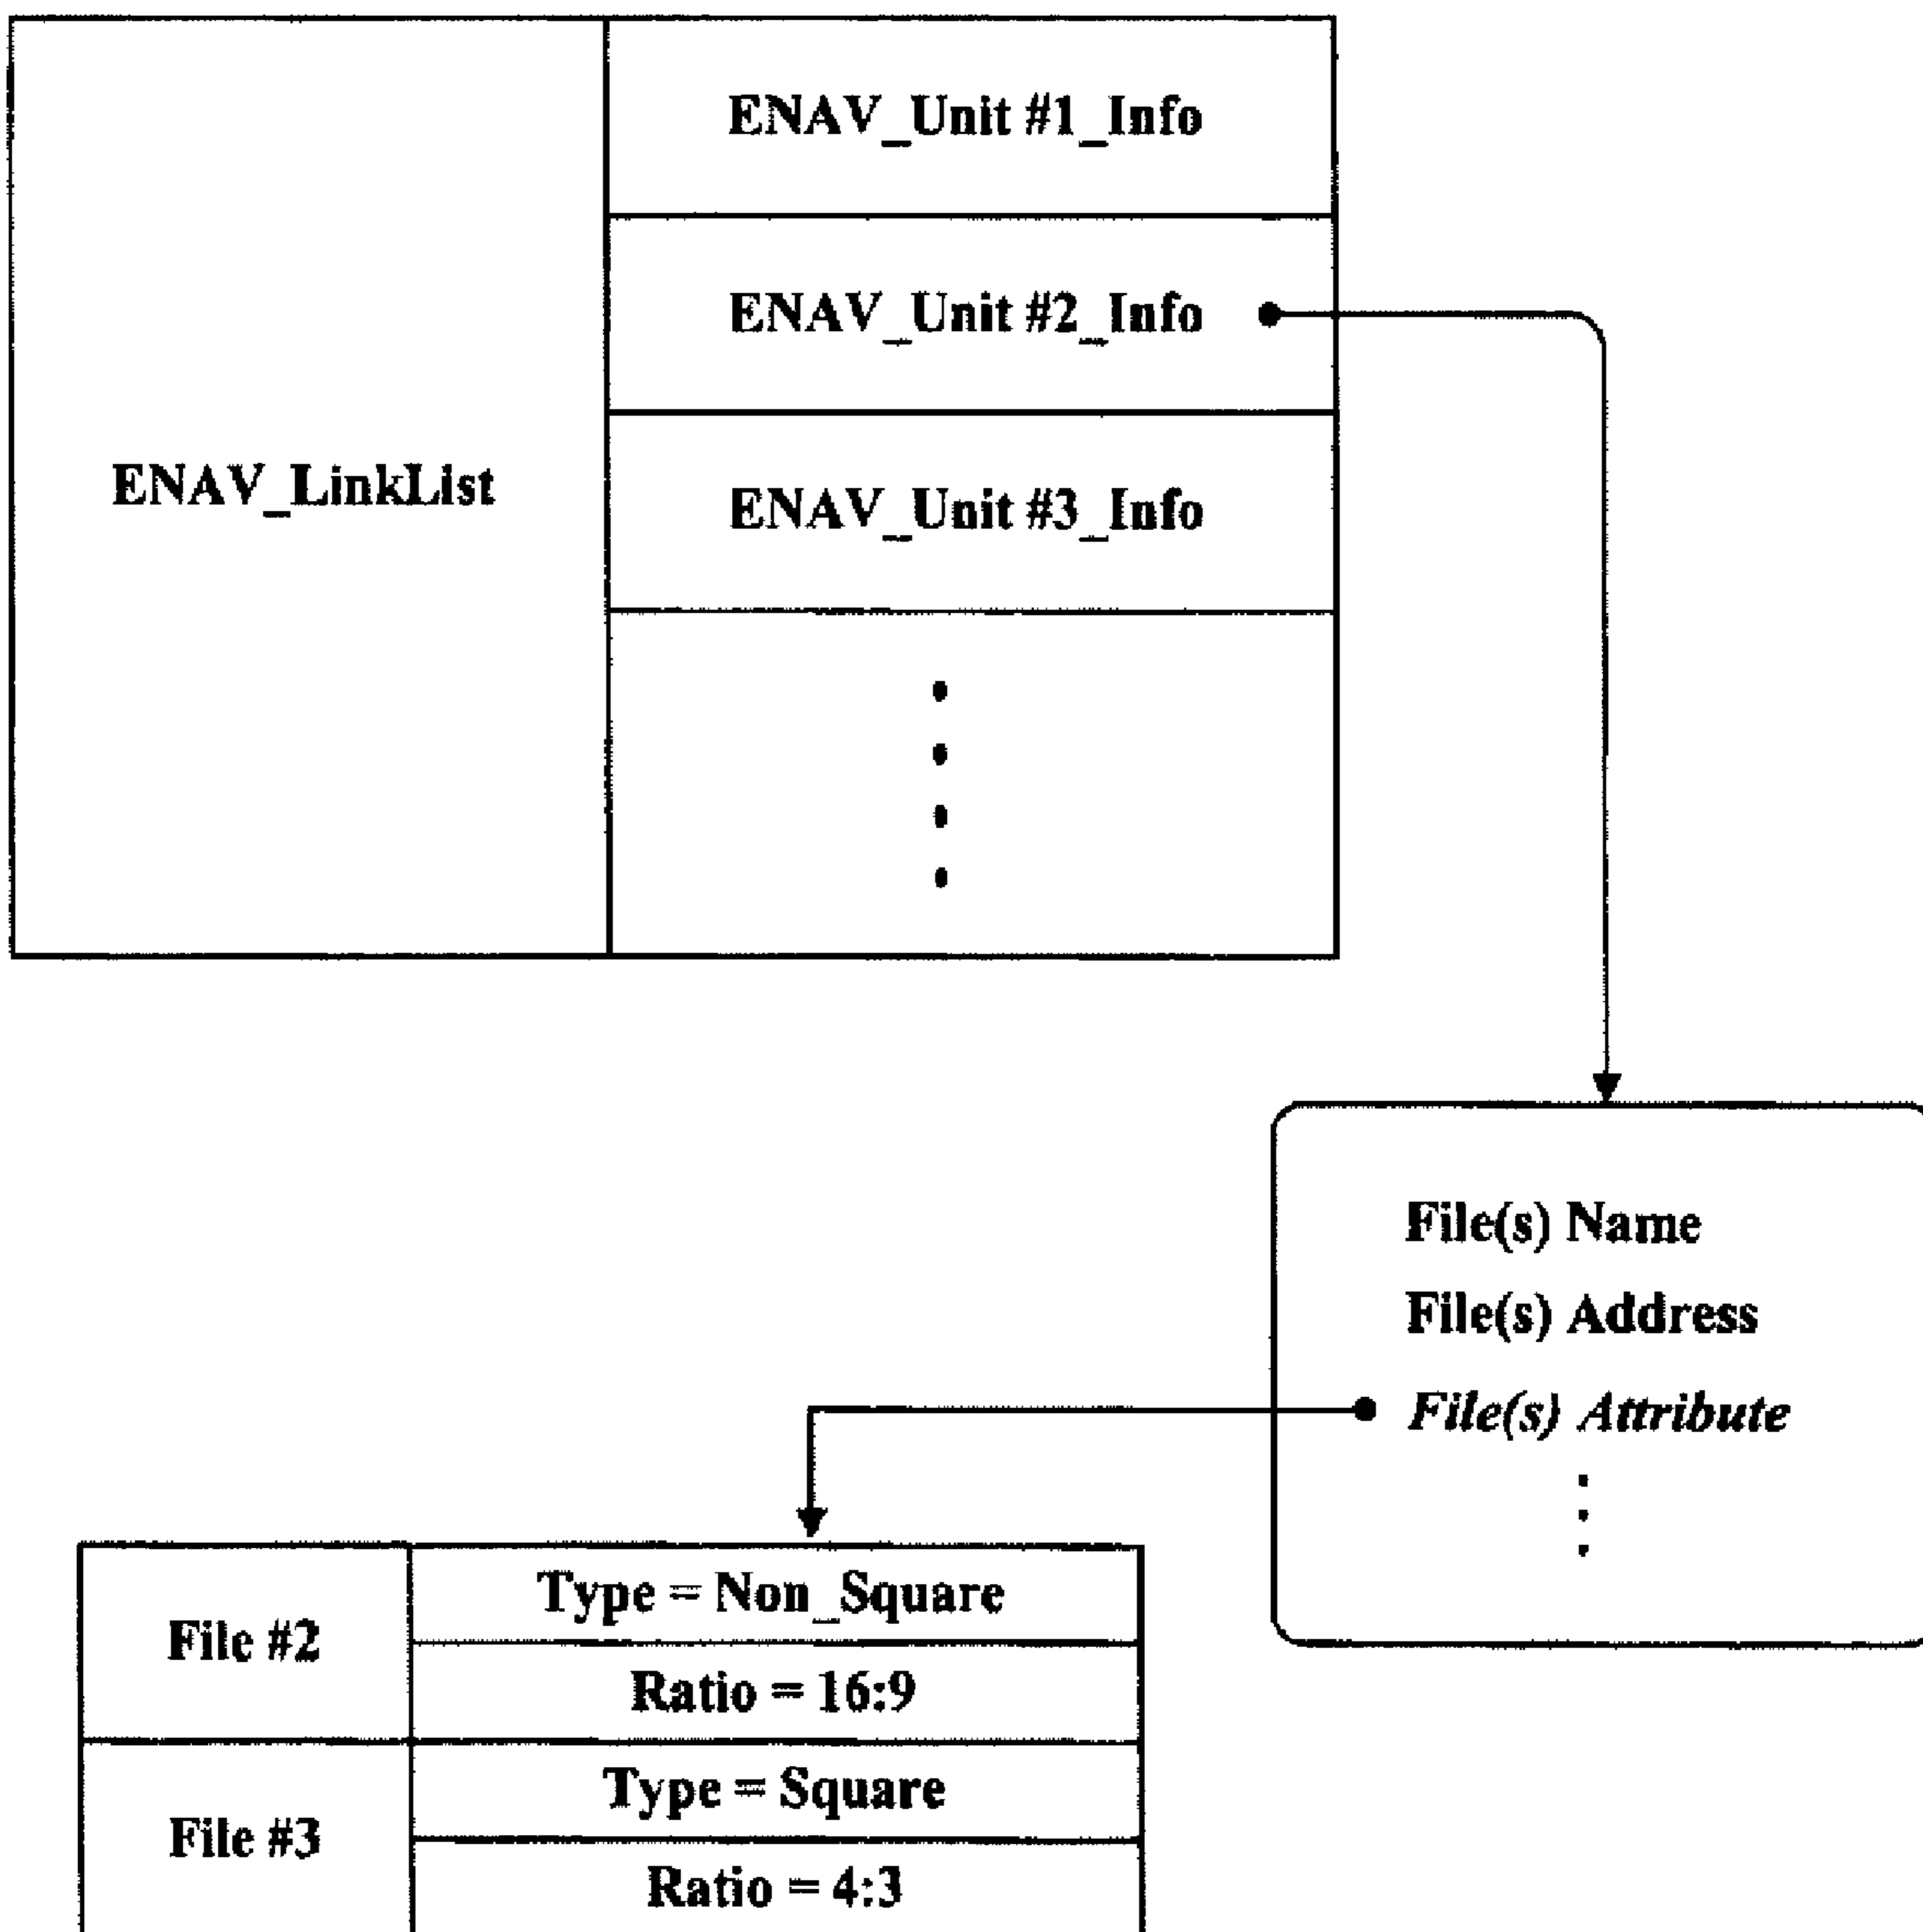 ENAV_Unit #1_Info
ENAV_Unit #2_Info
ENAV_LinkList
ENAV_Unit #3_Info
File(s) Name
File(s) Address
File(s) Attribute
File #2
Type = Non_Square
Ratio = 16:9
File #3
Type = Square
Ratio = 4:3